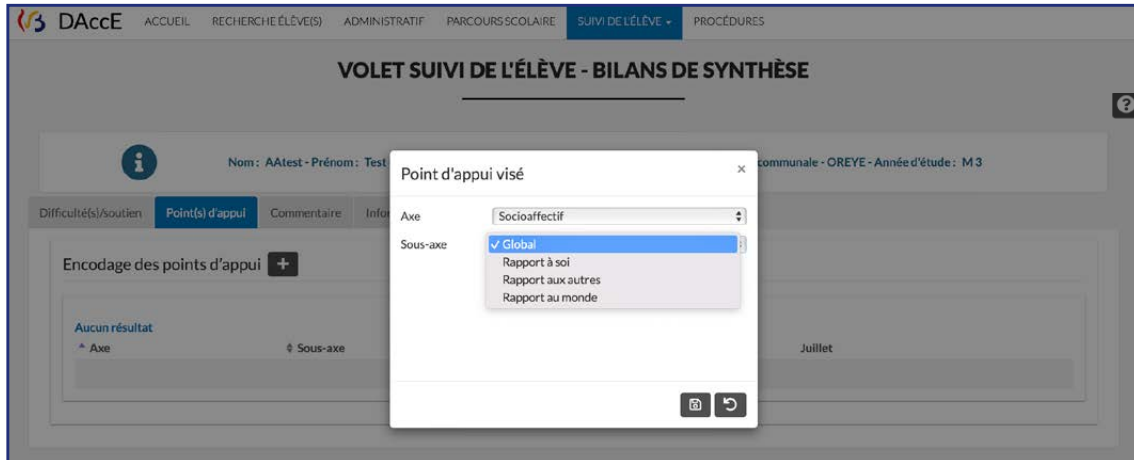 DAccE ACCUEIL RECHERCHE ÉLÈVE(S) ADMINISTRATIF PARCOURS SCOLAIRE SUIVI DE L'ÉLÈVE PROCÉDURES
VOLET SUIVI DE L'ÉLÈVE - BILANS DE SYNTHÈSE
?
Nom : AAtest - Prénom : Test communale - OREYE - Année d'étude : M 3
Point d'appui visé ×
Difficulté(s)/soutien Point(s) d'appui Commentaire Infor
Axe Socioaffectif
Sous-axe ✓ Global
Rapport à soi
Rapport aux autres
Rapport au monde
Encodage des points d'appui +
Aucun résultat
Axe Sous-axe Juillet